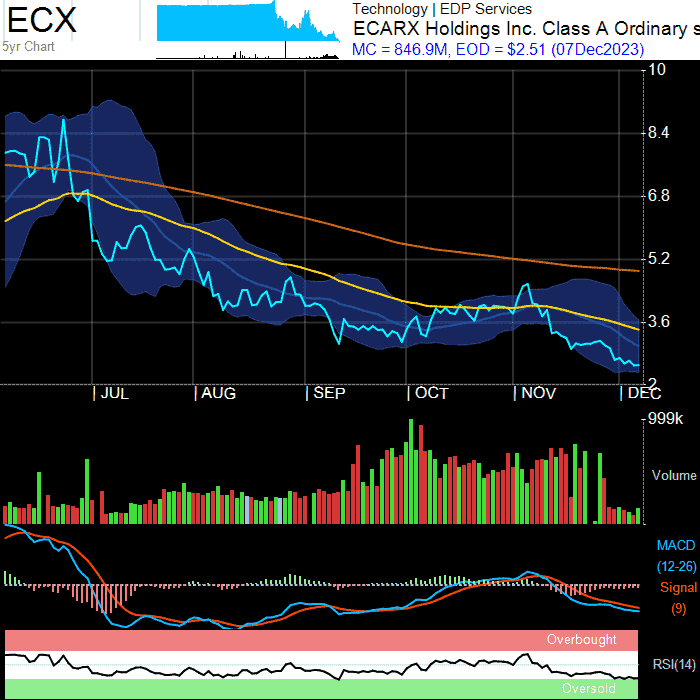 ECX
5yr Chart
Technology | EDP Services
ECARX Holdings Inc. Class A Ordinary s
MC = 846.9M, EOD = $2.51 (07Dec2023)
10
8.4
6.8
5.2
3.6
2
| JUL | AUG | SEP | OCT | NOV | DEC
999k
Volume
MACD
(12-26)
Signal
(9)
Overbought
RSI(14)
Oversold